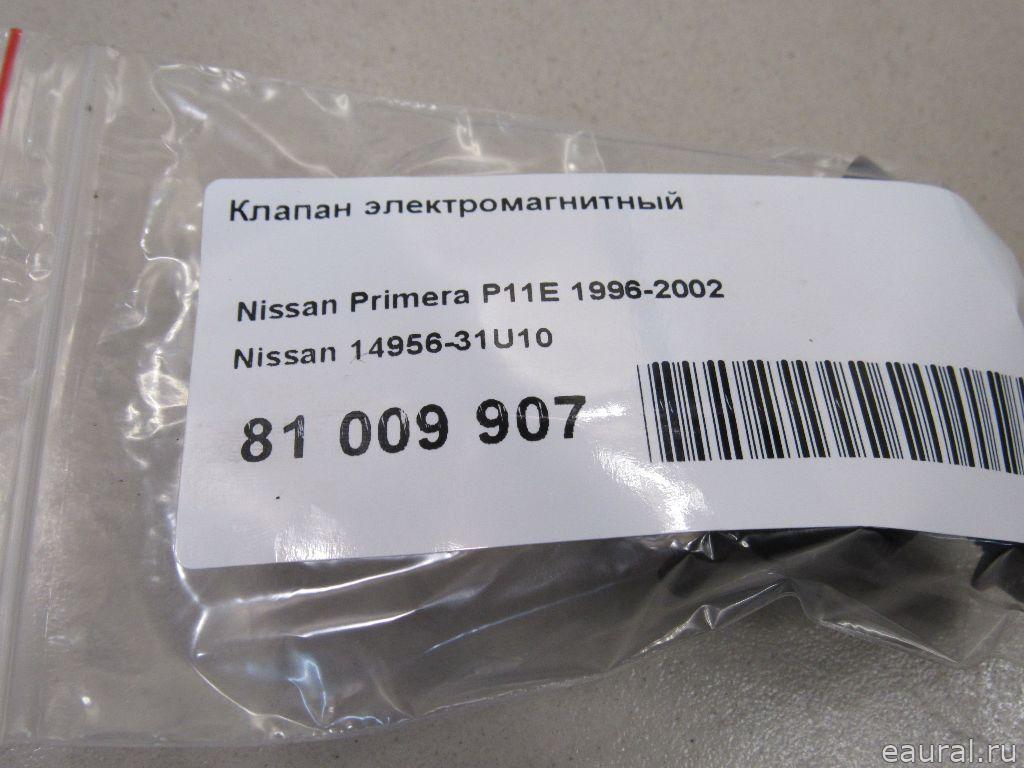 Клапан электромагнитный
Nissan Primera P11E 1996-2002
Nissan 14956-31U10
81 009 907
eaural.ru